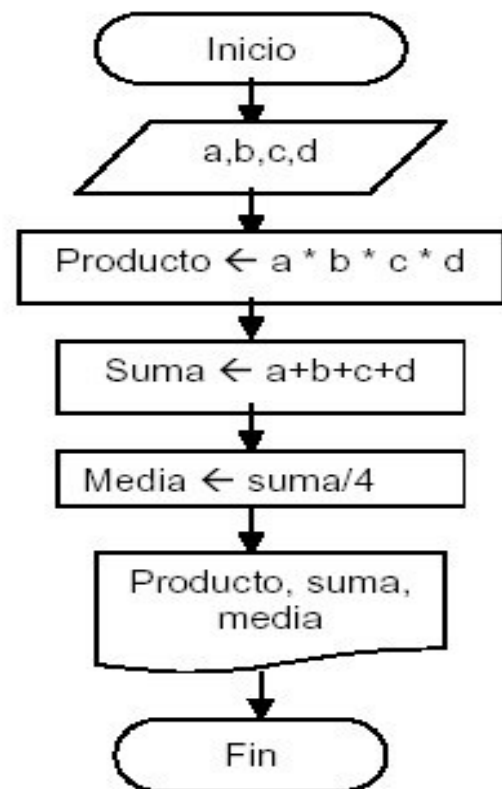 Inicio
a,b,c,d
Producto ← a * b * c * d
Suma ← a+b+c+d
Media ← suma/4
Producto, suma,
media
Fin